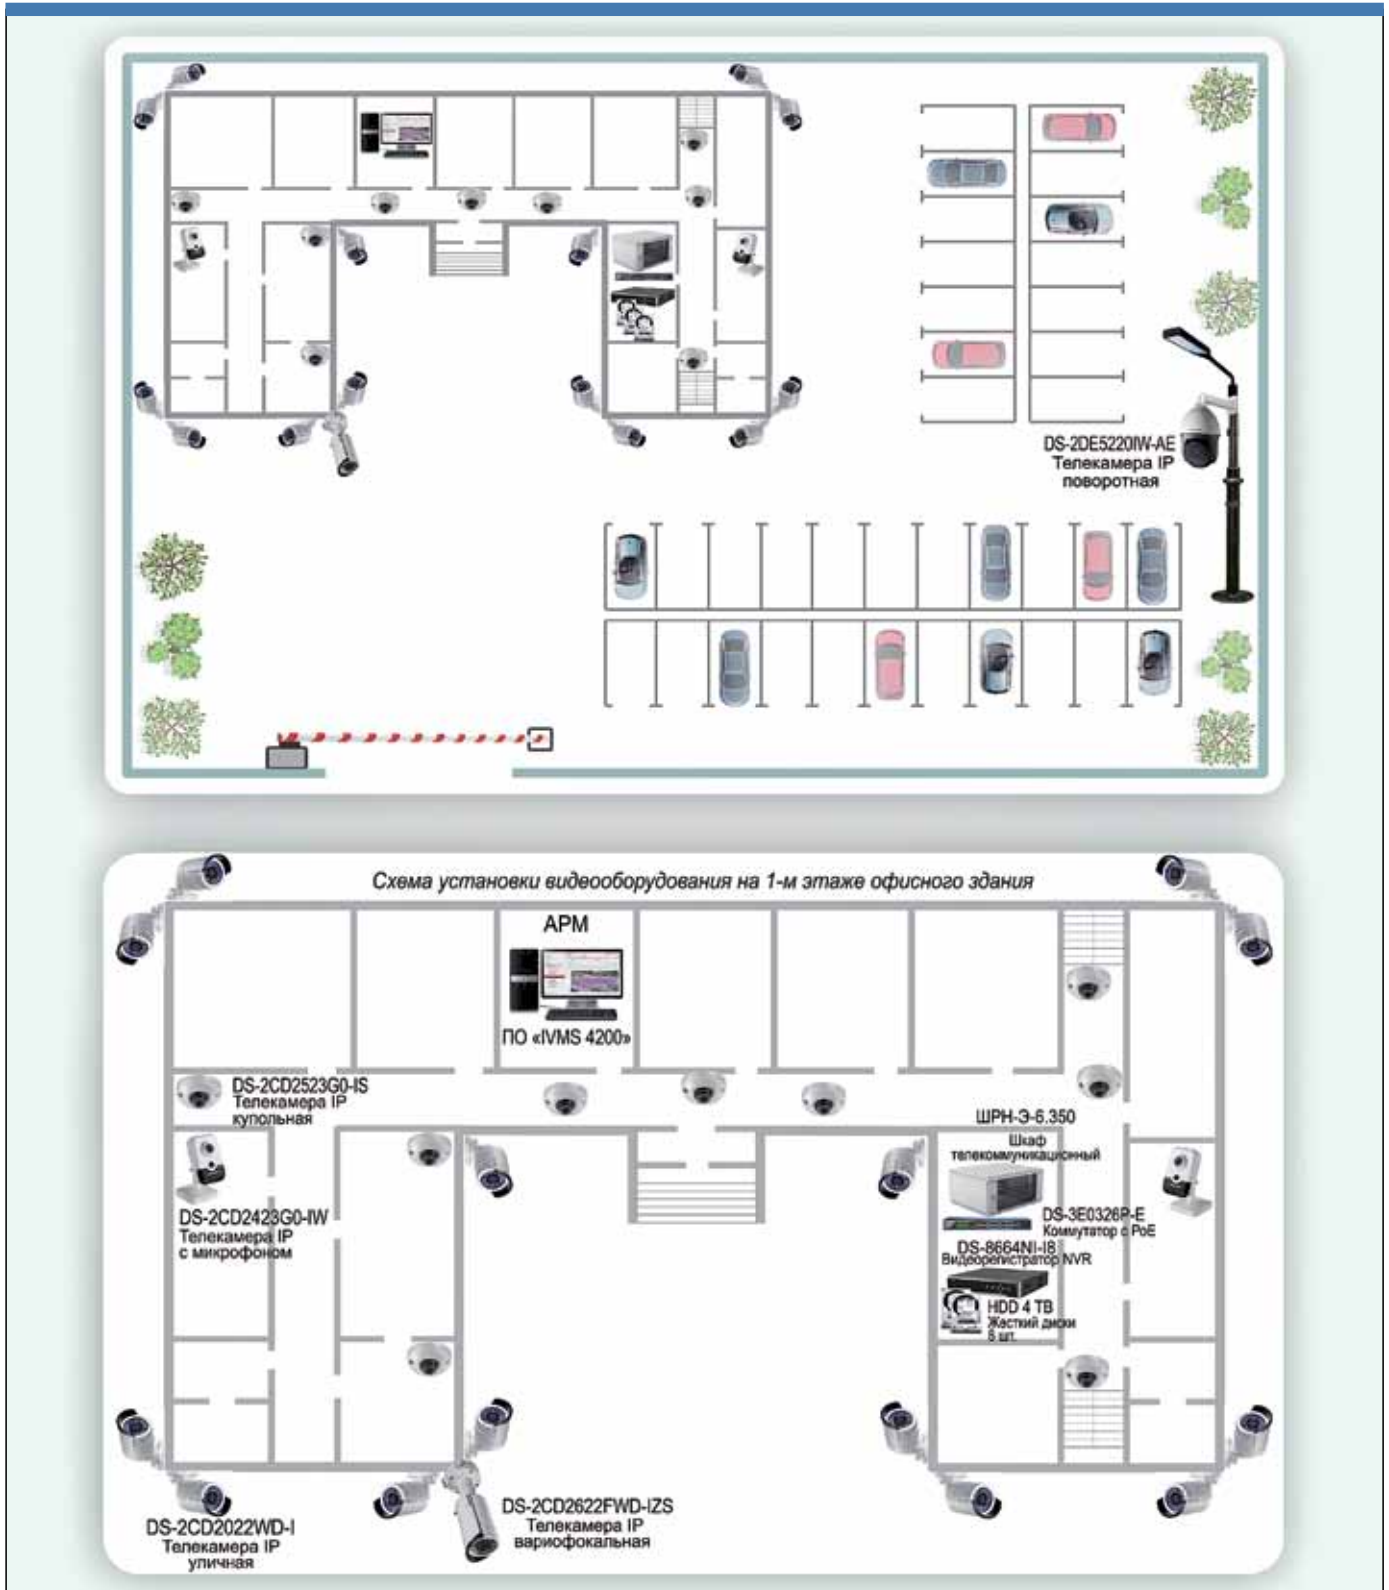 DS-2DE5220IW-AE
Телекамера IP
поворотная
Схема установки видеооборудования на 1-м этаже офисного здания
АРМ
ПО «IVMS 4200»
DS-2CD2523G0-IS
Телекамера IP
купольная
ШРН-Э-6.350
Шкаф
телекоммуникационный
DS-2CD2423G0-IW
Телекамера IP
с микрофоном
DS-3E0326P-E
Коммутатор с PoE
DS-8664NI-I8
Видеорегистратор NVR
HDD 4 TB
Жесткий диски
8 шт.
DS-2CD2622FWD-IZS
Телекамера IP
вариофокальная
DS-2CD2022WD-I
Телекамера IP
уличная